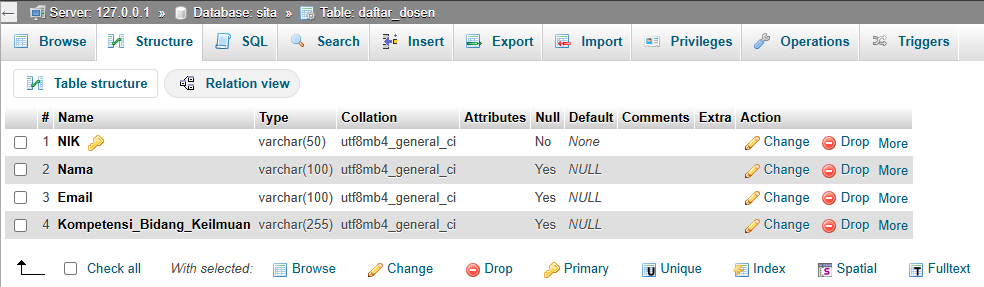 Server: 127.0.0.1 » Database: sita » Table: daftar_dosen
Browse Structure SQL Search Insert Export Import Privileges Operations Triggers
Table structure Relation view
# Name Type Collation Attributes Null Default Comments Extra Action
1 NIK varchar(50) utf8mb4_general_ci No None Change Drop More
2 Nama varchar(100) utf8mb4_general_ci Yes NULL Change Drop More
3 Email varchar(100) utf8mb4_general_ci Yes NULL Change Drop More
4 Kompetensi_Bidang_Keilmuan varchar(255) utf8mb4_general_ci Yes NULL Change Drop More
Check all With selected: Browse Change Drop Primary Unique Index Spatial Fulltext